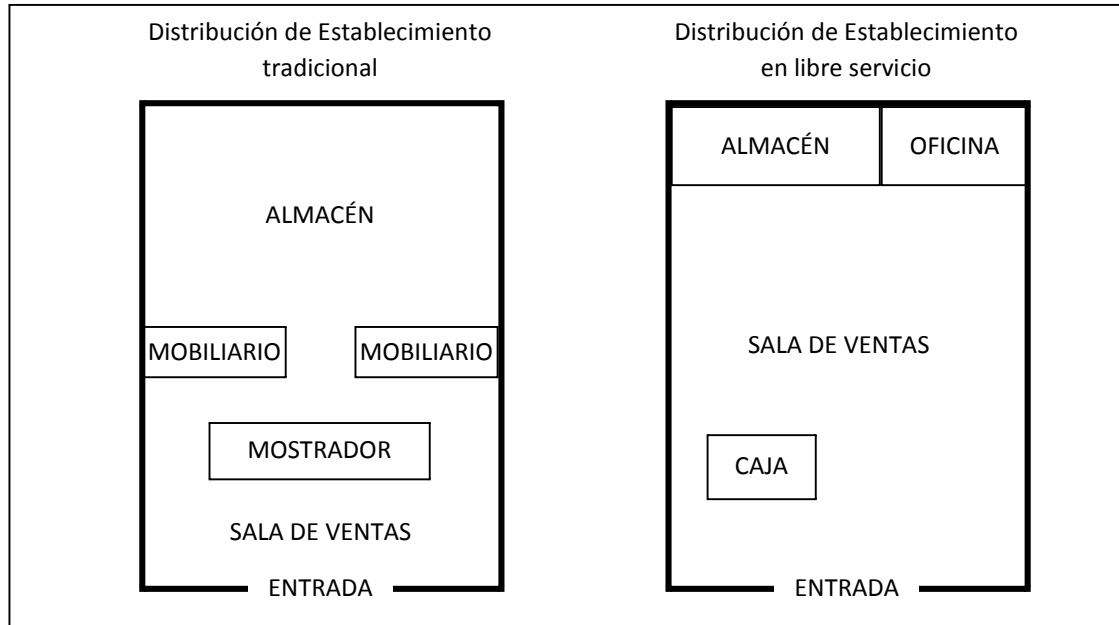 Distribución de Establecimiento
tradicional
ALMACÉN
MOBILIARIO
MOBILIARIO
MOSTRADOR
SALA DE VENTAS
ENTRADA
Distribución de Establecimiento
en libre servicio
ALMACÉN
OFICINA
SALA DE VENTAS
CAJA
ENTRADA